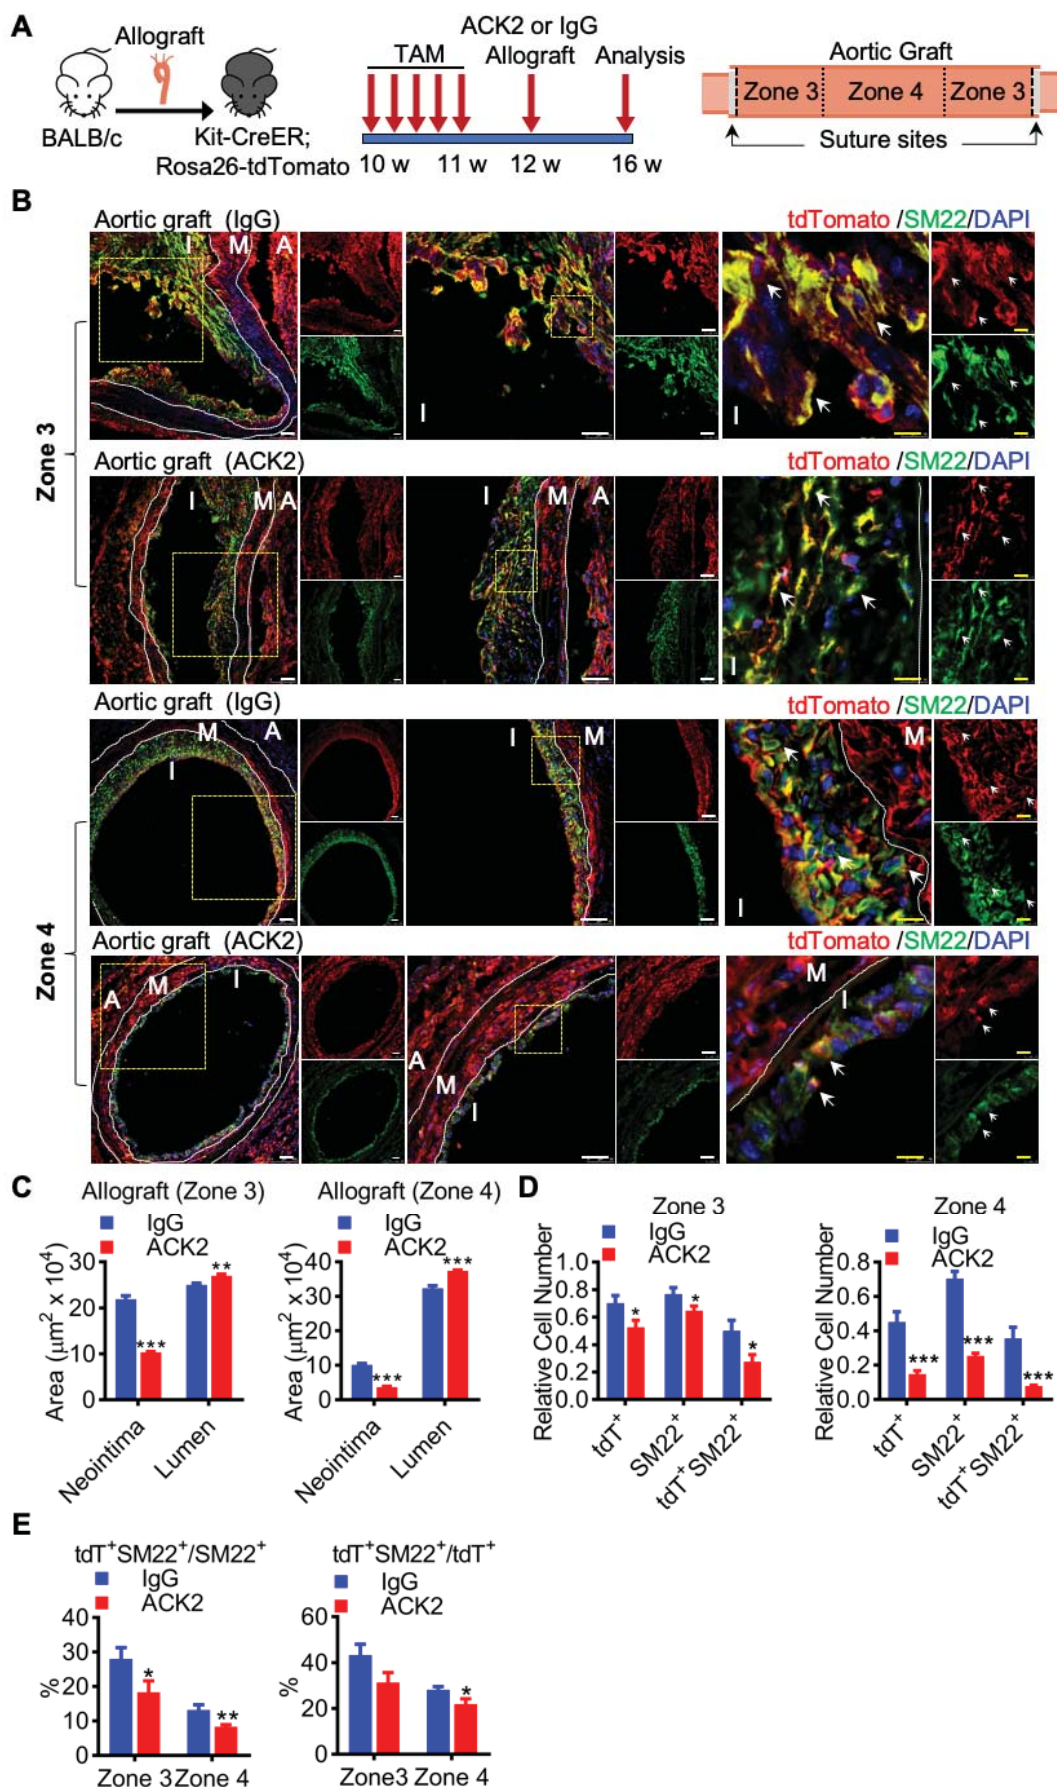 A
Allograft
BALB/c
Kit-CreER;
Rosa26-tdTomato
ACK2 or IgG
TAM Allograft Analysis
10 w 11 w 12 w 16 w
Aortic Graft
Zone 3 Zone 4 Zone 3
Suture sites
B
Aortic graft (IgG) tdTomato /SM22/DAPI
I M A
I
I
Zone 3
Aortic graft (ACK2) tdTomato /SM22/DAPI
I M A
I M A
I
Aortic graft (IgG) tdTomato /SM22/DAPI
M A
I
I M
M
I
Zone 4
Aortic graft (ACK2) tdTomato /SM22/DAPI
A M I
A M I
M
I
C
Allograft (Zone 3)
IgG
ACK2
Area (µm² x 10⁴)
30
20
10
0
***
**
Neointima
Lumen
Allograft (Zone 4)
IgG
ACK2
Area (µm² x 10⁴)
40
30
20
10
0
***
***
Neointima
Lumen
D
Zone 3
IgG
ACK2
Relative Cell Number
1.0
0.8
0.6
0.4
0.2
0.0
*
*
*
tdT⁺
SM22⁺
tdT⁺SM22⁺
Zone 4
IgG
ACK2
Relative Cell Number
0.8
0.6
0.4
0.2
0.0
***
***
***
tdT⁺
SM22⁺
tdT⁺SM22⁺
E
tdT⁺SM22⁺/SM22⁺
IgG
ACK2
%
40
30
20
10
0
*
**
Zone 3 Zone 4
tdT⁺SM22⁺/tdT⁺
IgG
ACK2
%
60
40
20
0
*
Zone3 Zone 4